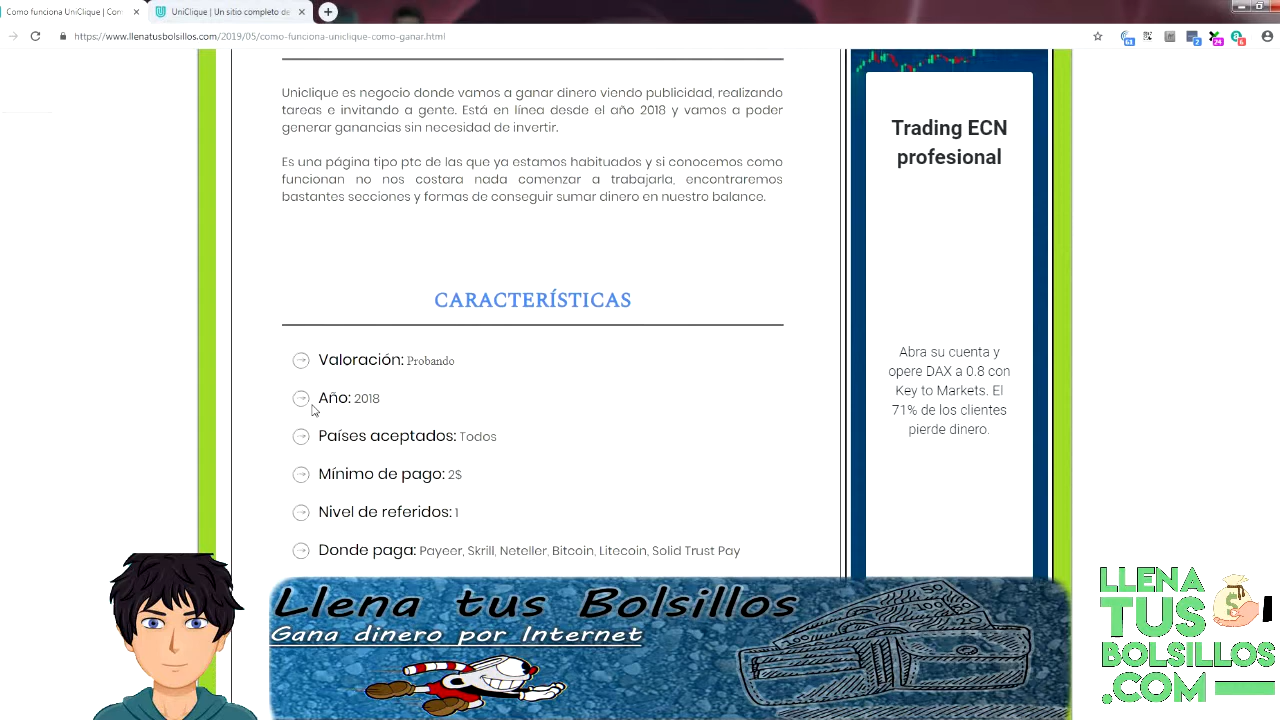 Como funciona UniClique | Con
UniClique | Un sitio completo de
https://www.llenatusbolsillos.com/2019/05/como-funciona-uniclique-como-ganar.html
61
2
24
6
Uniclique es negocio donde vamos a ganar dinero viendo publicidad, realizando
tareas e invitando a gente. Está en línea desde el año 2018 y vamos a poder
generar ganancias sin necesidad de invertir.
Es una página tipo ptc de las que ya estamos habituados y si conocemos como
funcionan no nos costara nada comenzar a trabajarla, encontraremos
bastantes secciones y formas de conseguir sumar dinero en nuestro balance.
CARACTERÍSTICAS
Valoración: Probando
Año: 2018
Países aceptados: Todos
Mínimo de pago: 2$
Nivel de referidos: 1
Donde paga: Payeer, Skrill, Neteller, Bitcoin, Litecoin, Solid Trust Pay
Trading ECN
profesional
Abra su cuenta y
opere DAX a 0.8 con
Key to Markets. El
71% de los clientes
pierde dinero.
Llena tus Bolsillos
Gana dinero por Internet
LLENA
TUS
BOLSILLOS
.COM